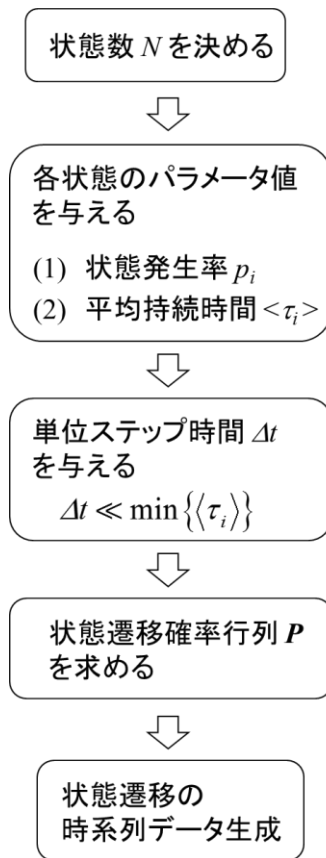 状態数 N を決める
各状態のパラメータ値
を与える
(1) 状態発生率 p_i
(2) 平均持続時間 <τ_i>
単位ステップ時間 Δt
を与える
Δt ≪ min{⟨τ_i⟩}
状態遷移確率行列 P
を求める
状態遷移の
時系列データ生成